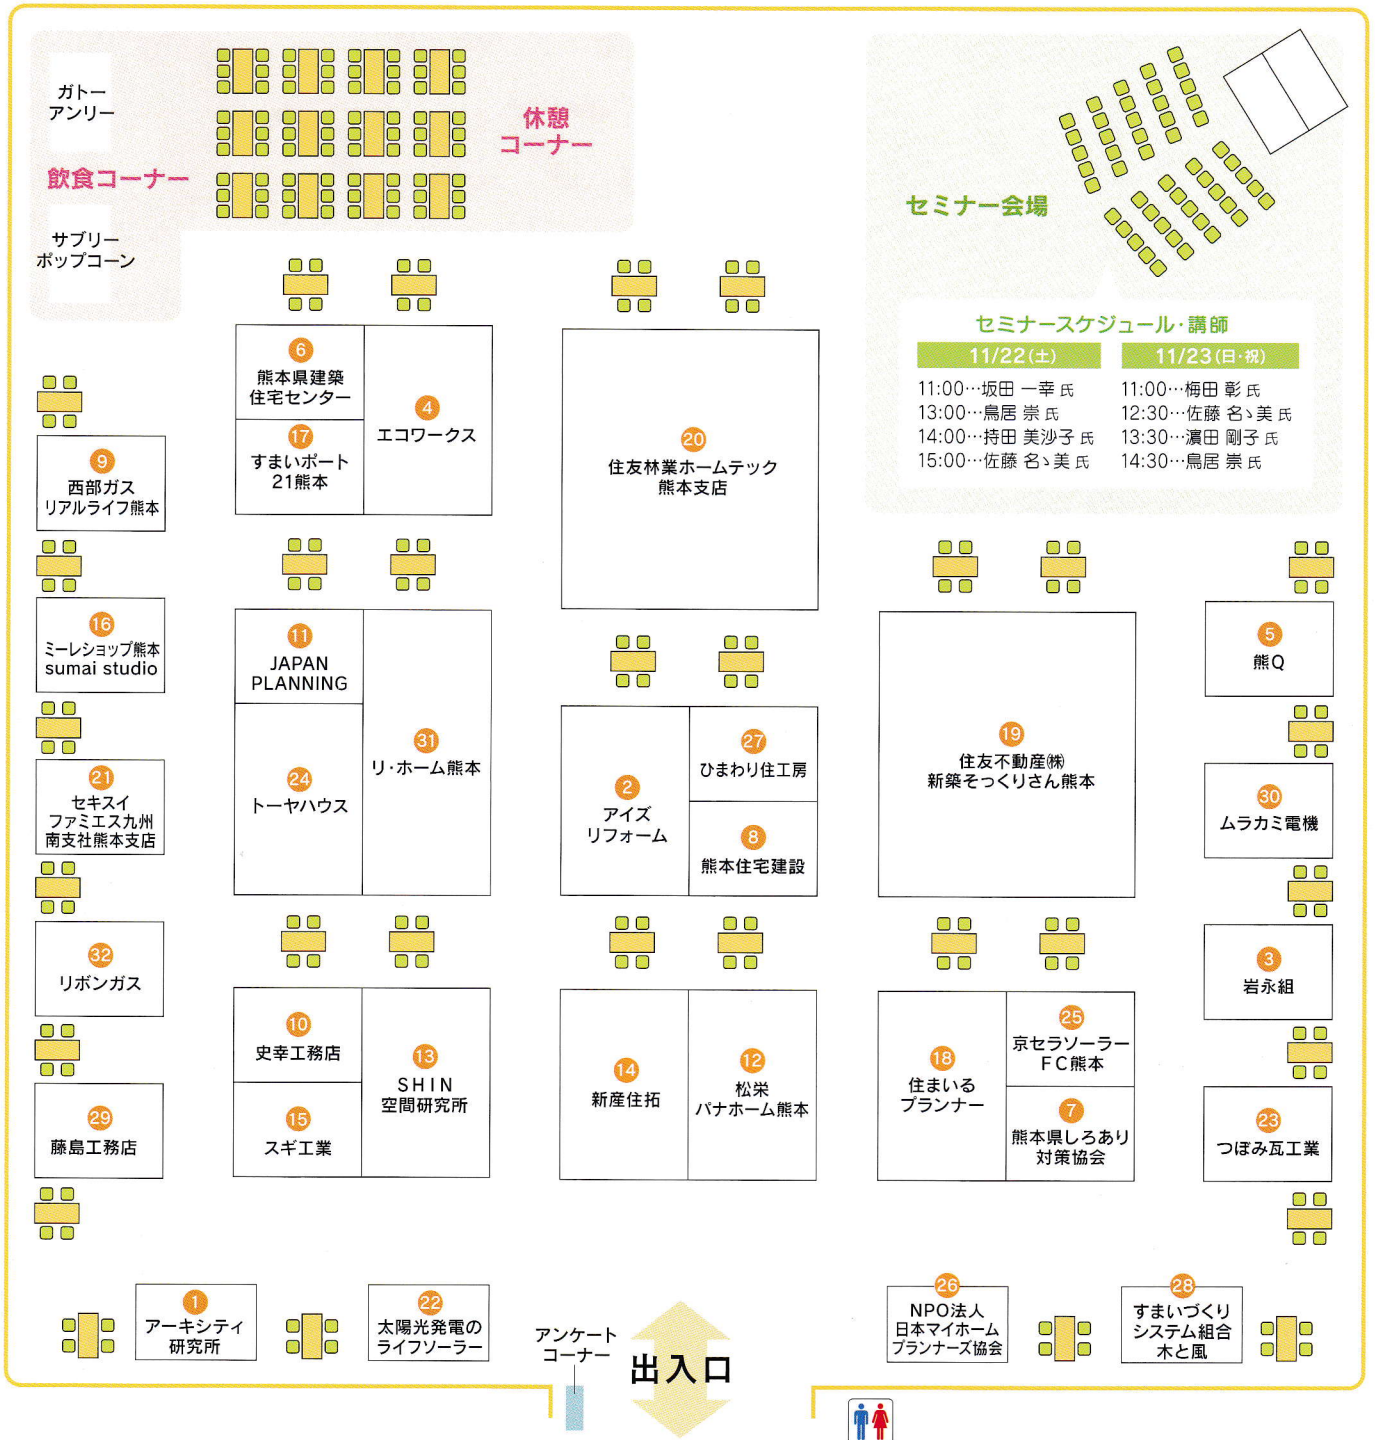 ガトー
アンリー
飲食コーナー
サブリー
ポップコーン
休憩
コーナー
セミナー会場
セミナースケジュール・講師
11/22(土)
11:00…坂田 一幸 氏
13:00…鳥居 崇 氏
14:00…持田 美沙子 氏
15:00…佐藤 名ゝ美 氏
11/23(日・祝)
11:00…梅田 彰 氏
12:30…佐藤 名ゝ美 氏
13:30…濵田 剛子 氏
14:30…鳥居 崇 氏
6
熊本県建築
住宅センター
17
すまいポート
21熊本
4
エコワークス
20
住友林業ホームテック
熊本支店
9
西部ガス
リアルライフ熊本
16
ミーレショップ熊本
sumai studio
21
セキスイ
ファミエス九州
南支社熊本支店
32
リボンガス
29
藤島工務店
11
JAPAN
PLANNING
24
トーヤハウス
31
リ・ホーム熊本
2
アイズ
リフォーム
27
ひまわり住工房
8
熊本住宅建設
19
住友不動産㈱
新築そっくりさん熊本
5
熊Q
30
ムラカミ電機
3
岩永組
23
つぼみ瓦工業
10
史幸工務店
15
スギ工業
13
SHIN
空間研究所
14
新産住拓
12
松栄
パナホーム熊本
18
住まいる
プランナー
25
京セラソーラー
FC熊本
7
熊本県しろあり
対策協会
1
アーキシティ
研究所
22
太陽光発電の
ライフソーラー
アンケート
コーナー
出入口
26
NPO法人
日本マイホーム
プランナーズ協会
28
すまいづくり
システム組合
木と風